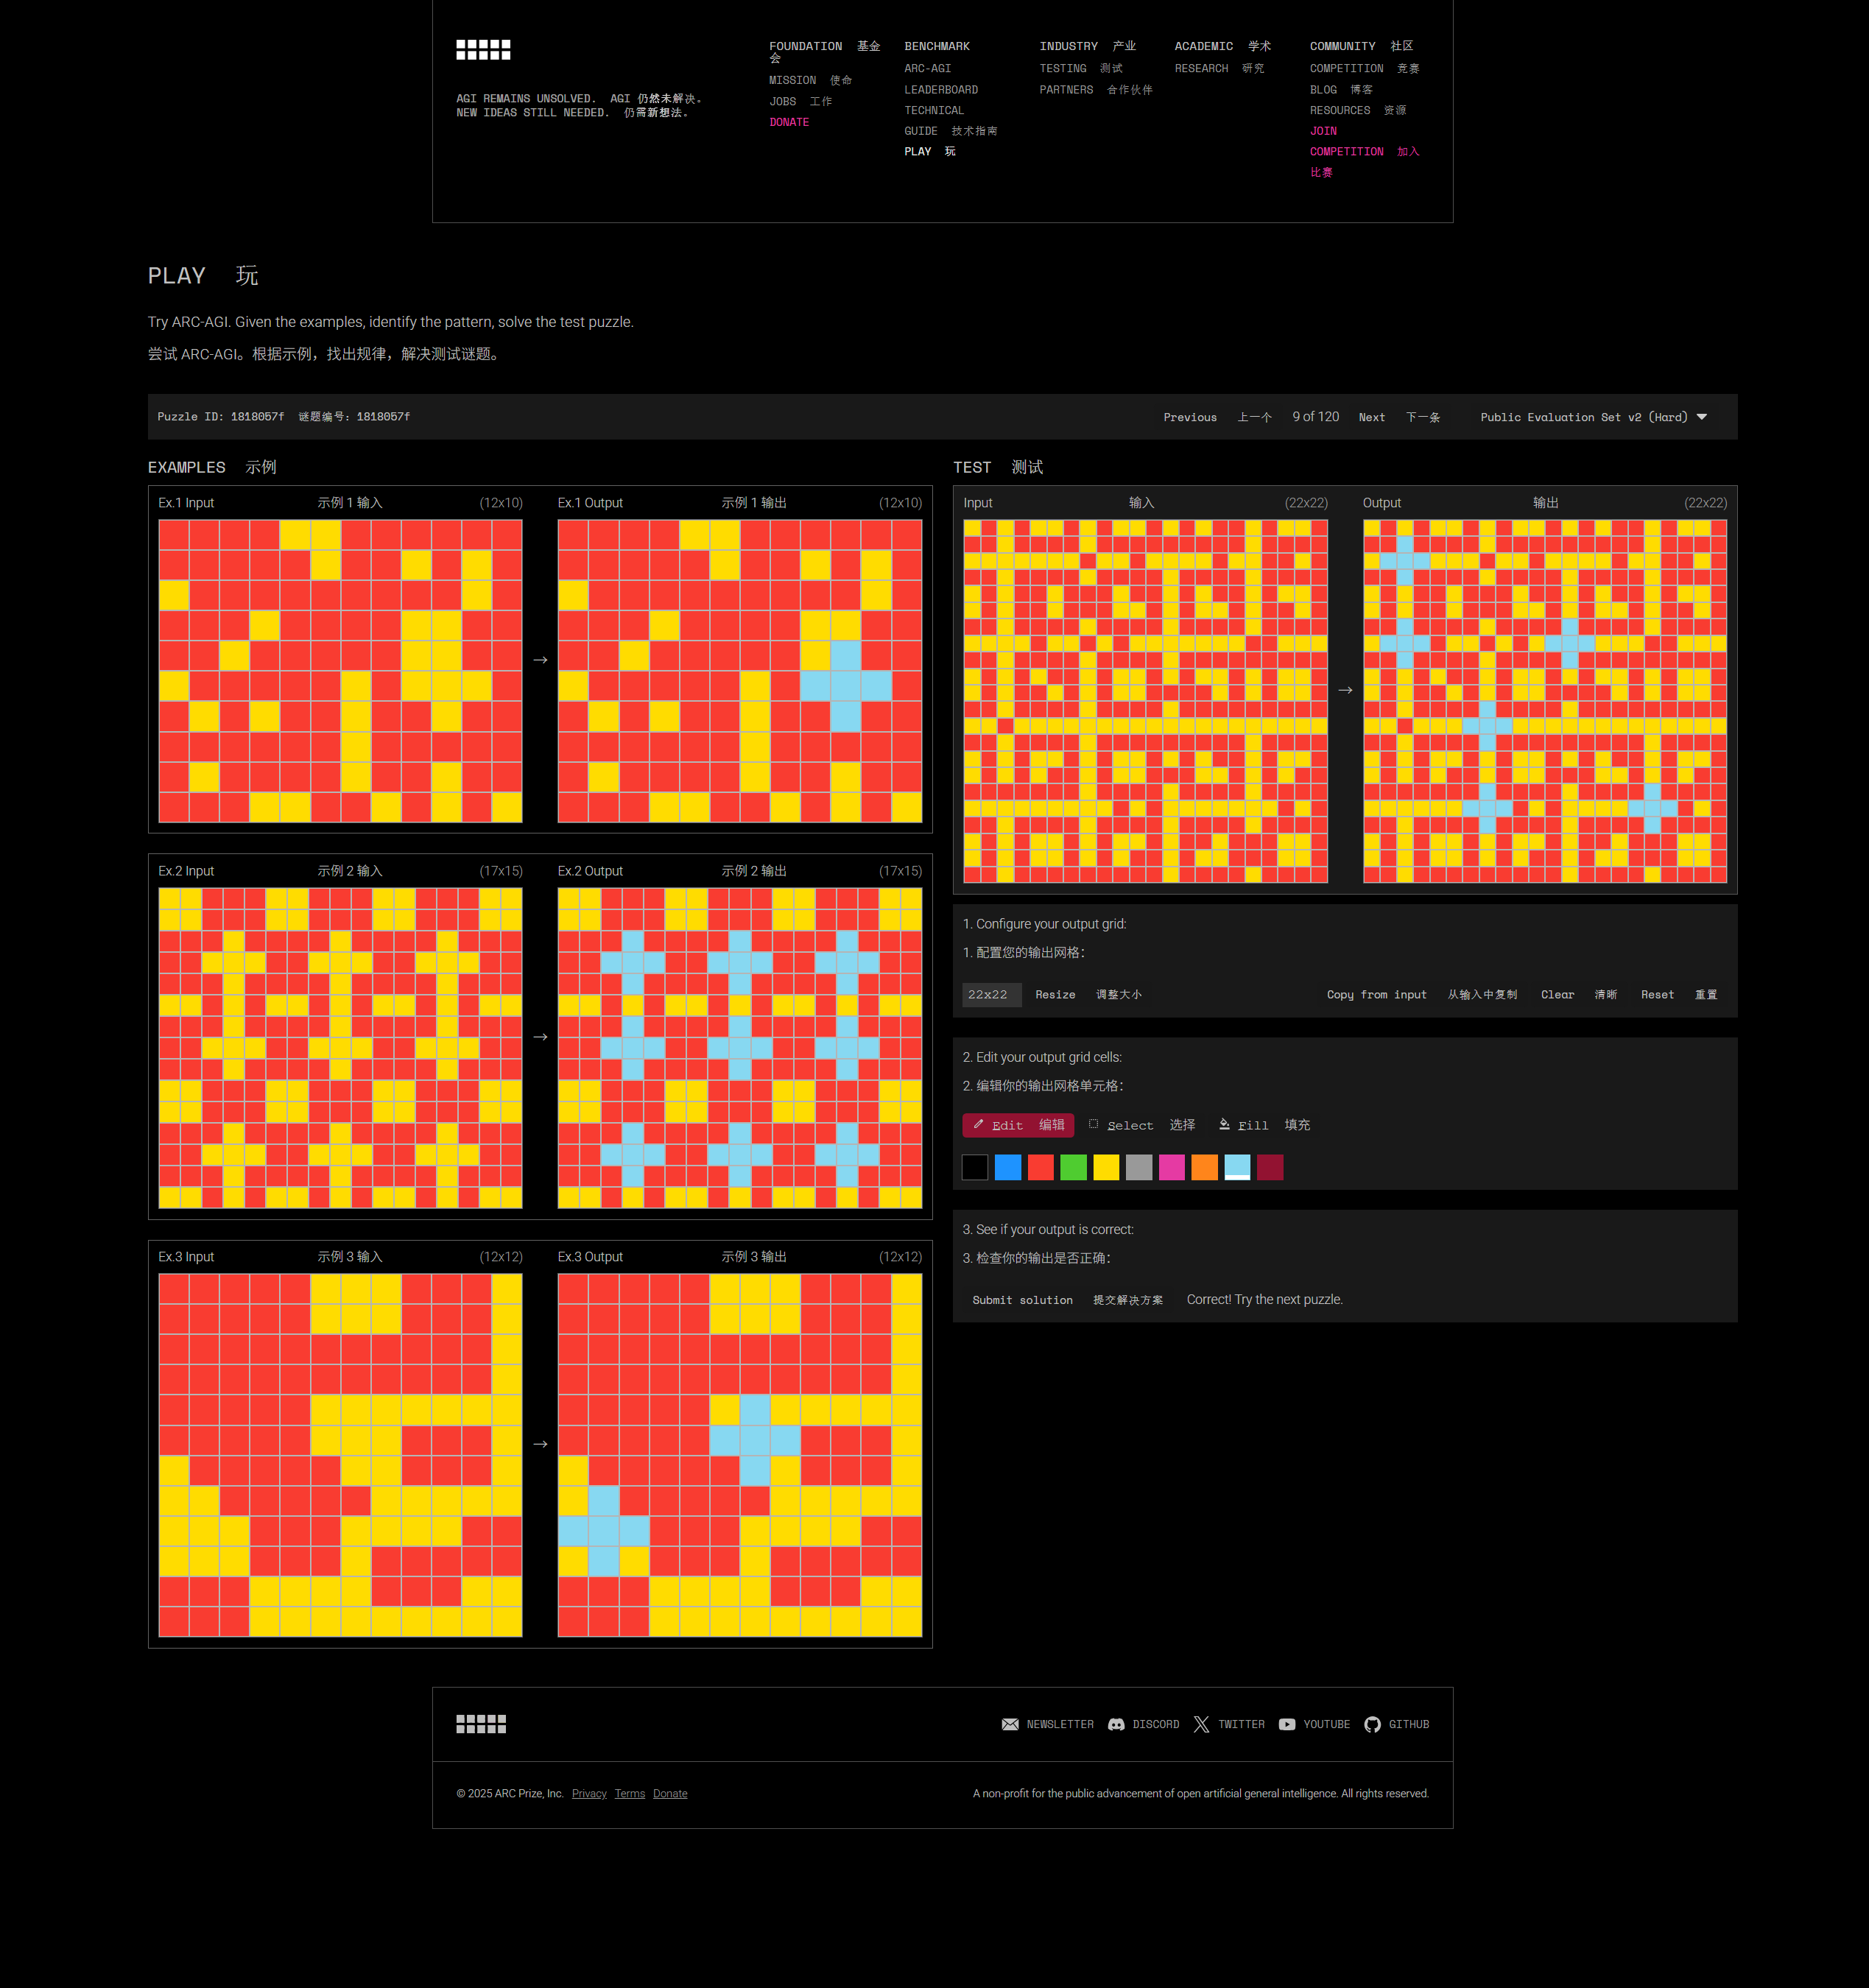 FOUNDATION 基金会
MISSION 使命
JOBS 工作
DONATE
BENCHMARK
ARC-AGI
LEADERBOARD
TECHNICAL
GUIDE 技术指南
PLAY 玩
INDUSTRY 产业
TESTING 测试
PARTNERS 合作伙伴
ACADEMIC 学术
RESEARCH 研究
COMMUNITY 社区
COMPETITION 竞赛
BLOG 博客
RESOURCES 资源
JOIN
COMPETITION 加入
比赛
AGI REMAINS UNSOLVED. AGI 仍然未解决。
NEW IDEAS STILL NEEDED. 仍需新想法。
PLAY 玩
Try ARC-AGI. Given the examples, identify the pattern, solve the test puzzle.
尝试 ARC-AGI。根据示例，找出规律，解决测试谜题。
Puzzle ID: 1818057f 谜题编号：1818057f
Previous 上一个 9 of 120 Next 下一条 Public Evaluation Set v2 (Hard)
EXAMPLES 示例
Ex.1 Input 示例 1 输入 (12x10)
Ex.1 Output 示例 1 输出 (12x10)
→
Ex.2 Input 示例 2 输入 (17x15)
Ex.2 Output 示例 2 输出 (17x15)
→
Ex.3 Input 示例 3 输入 (12x12)
Ex.3 Output 示例 3 输出 (12x12)
→
TEST 测试
Input 输入 (22x22)
Output 输出 (22x22)
→
1. Configure your output grid:
1. 配置您的输出网格：
22x22 Resize 调整大小 Copy from input 从输入中复制 Clear 清晰 Reset 重置
2. Edit your output grid cells:
2. 编辑你的输出网格单元格：
Edit 编辑 Select 选择 Fill 填充
3. See if your output is correct:
3. 检查你的输出是否正确：
Submit solution 提交解决方案 Correct! Try the next puzzle.
NEWSLETTER DISCORD TWITTER YOUTUBE GITHUB
© 2025 ARC Prize, Inc. Privacy Terms Donate
A non-profit for the public advancement of open artificial general intelligence. All rights reserved.